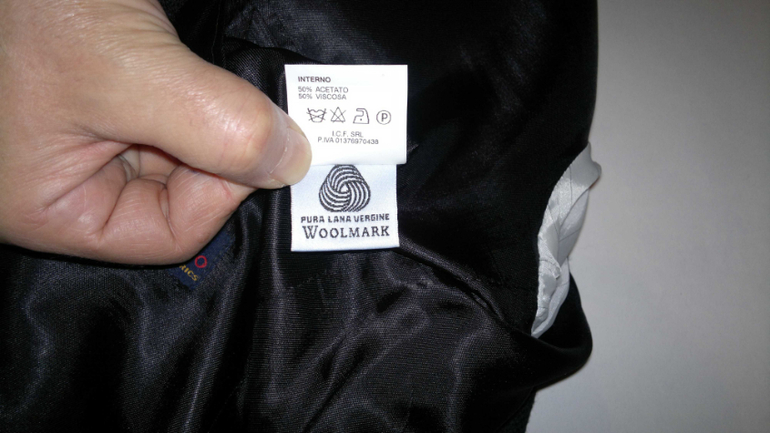 INTERNO
50% ACETATO
50% VISCOSA
P
I.C.F. SRL
P.IVA 01376970438
PURA LANA VERGINE
WOOLMARK